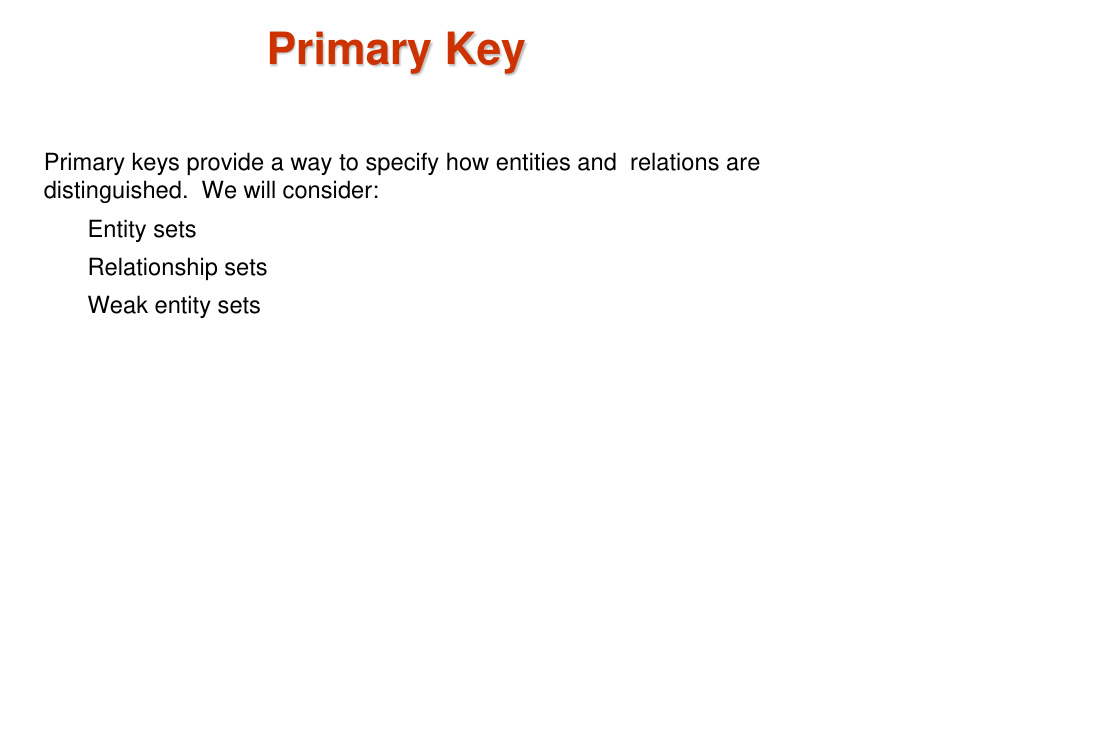 Primary Key
Primary keys provide a way to specify how entities and  relations are
distinguished.  We will consider:
Entity sets
Relationship sets
Weak entity sets